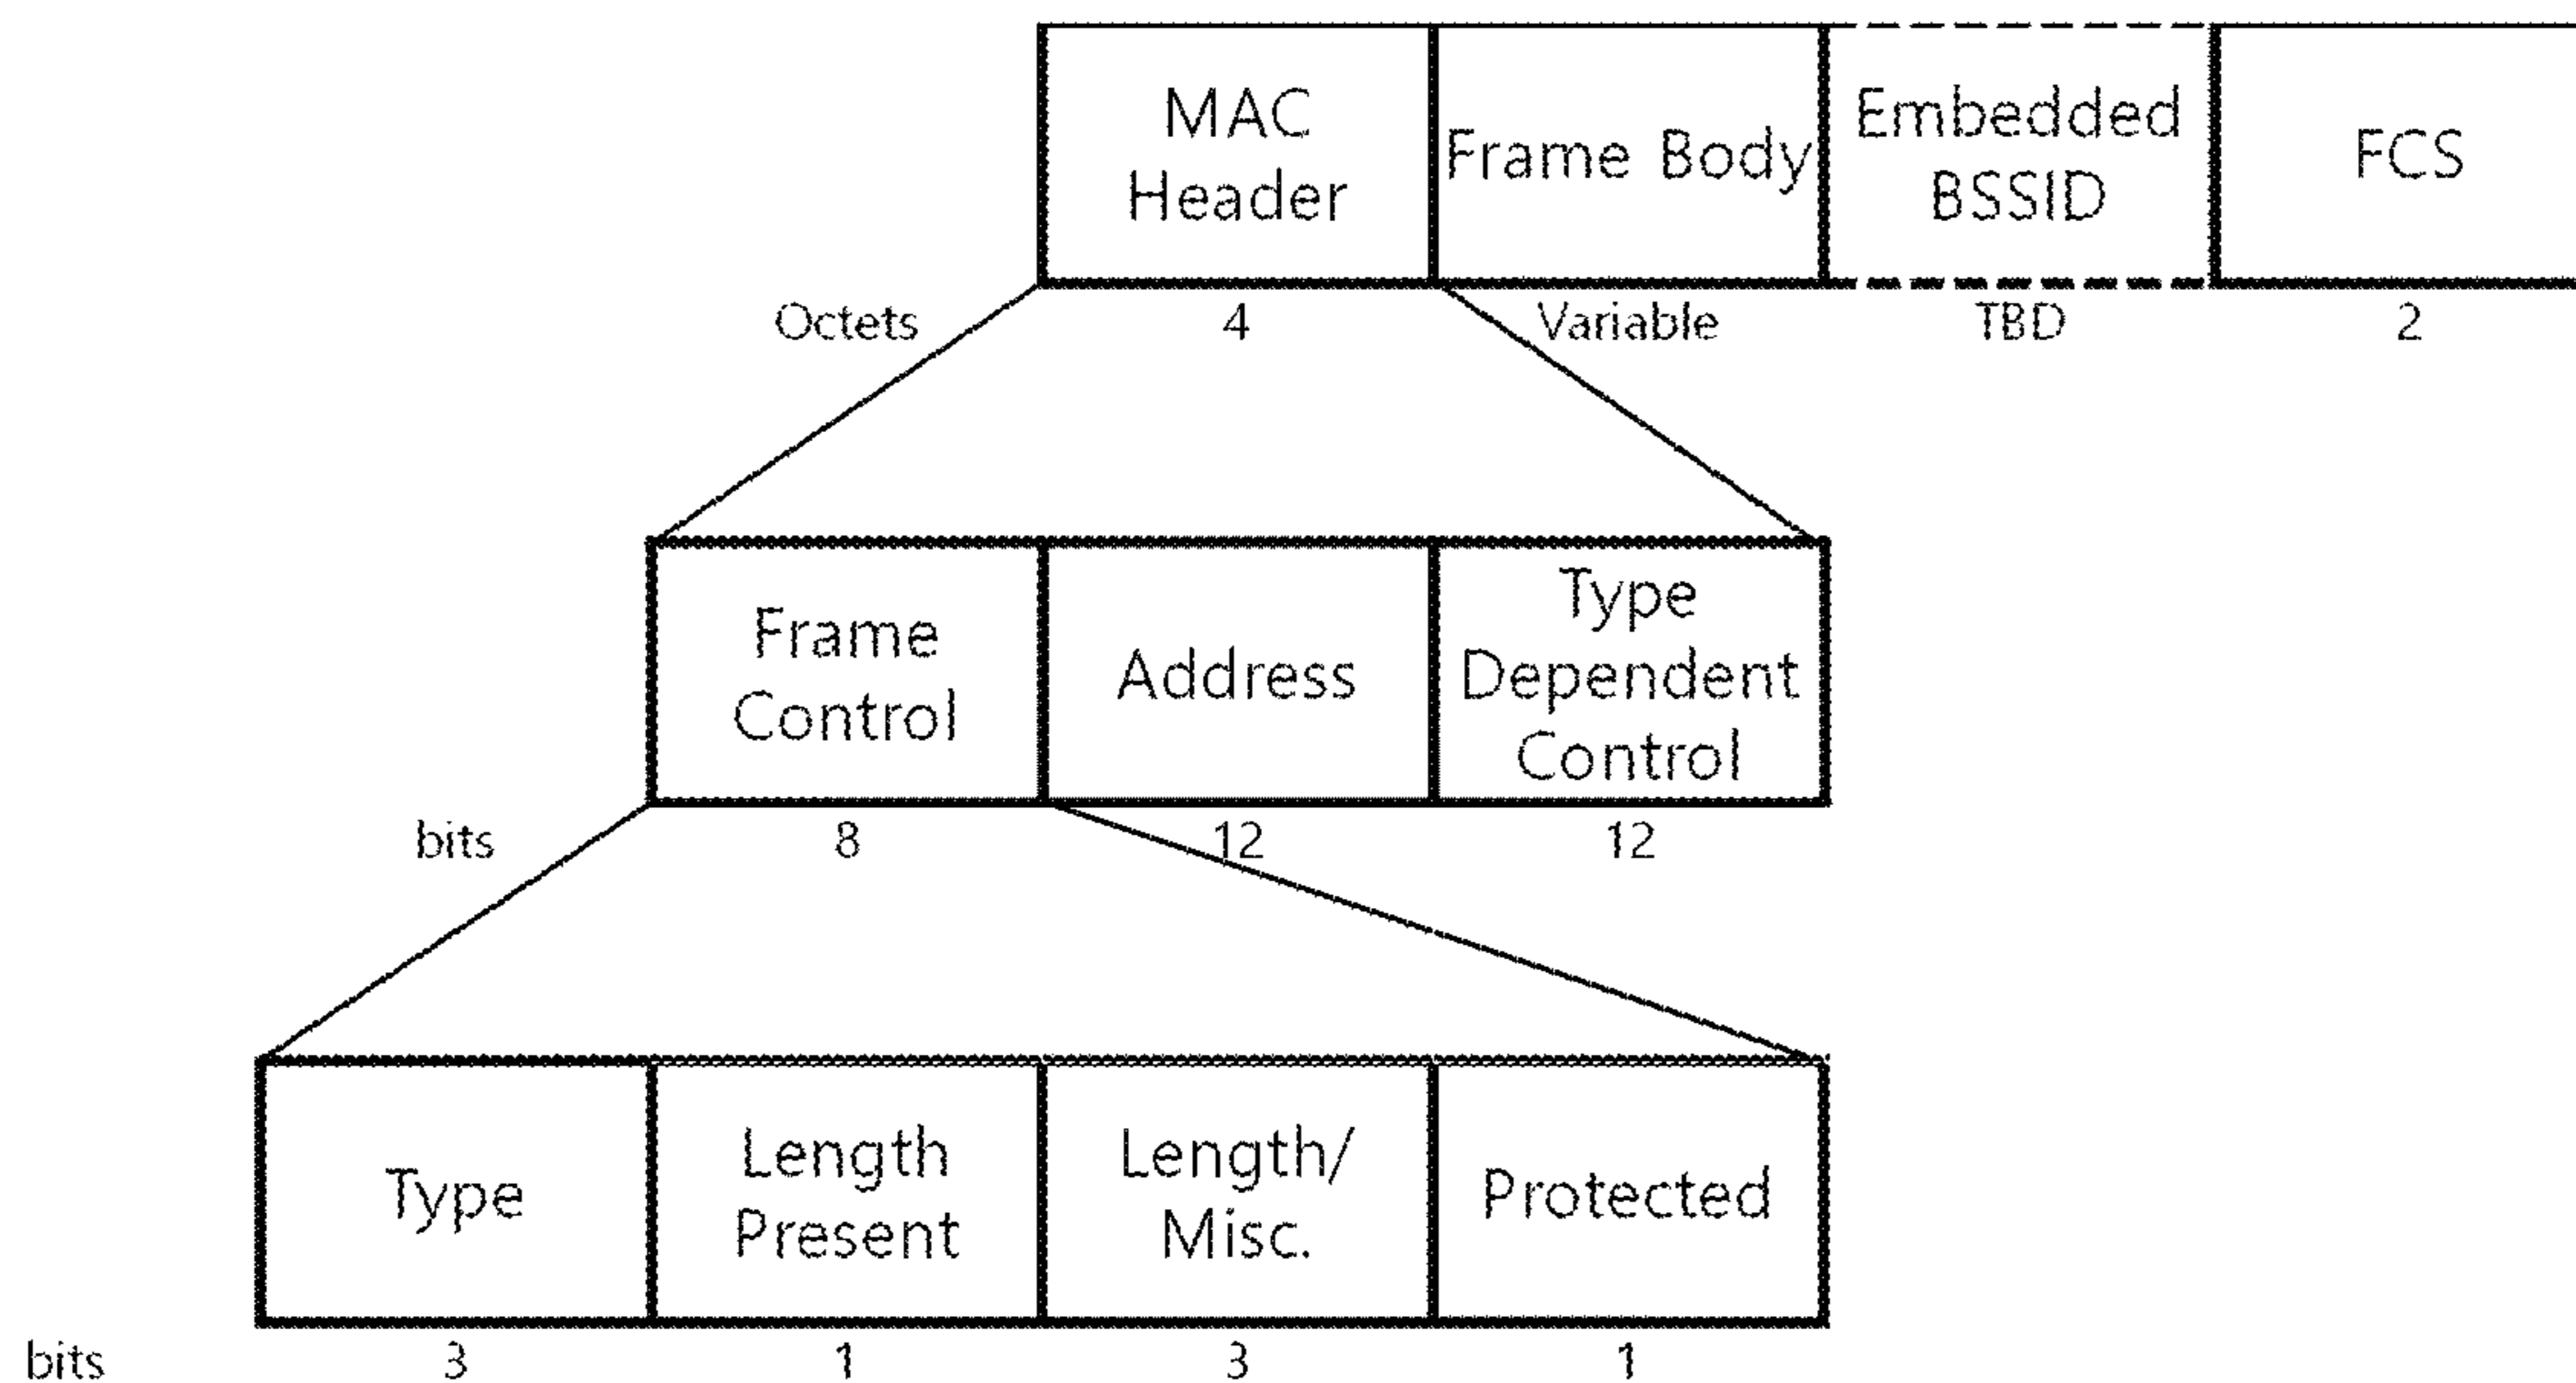 MAC
Header
Frame Body
Embedded
BSSID
FCS
Octets
4
Variable
TBD
2
Frame
Control
Address
Type
Dependent
Control
bits
8
12
12
Type
Length
Present
Length/
Misc.
Protected
bits
3
1
3
1